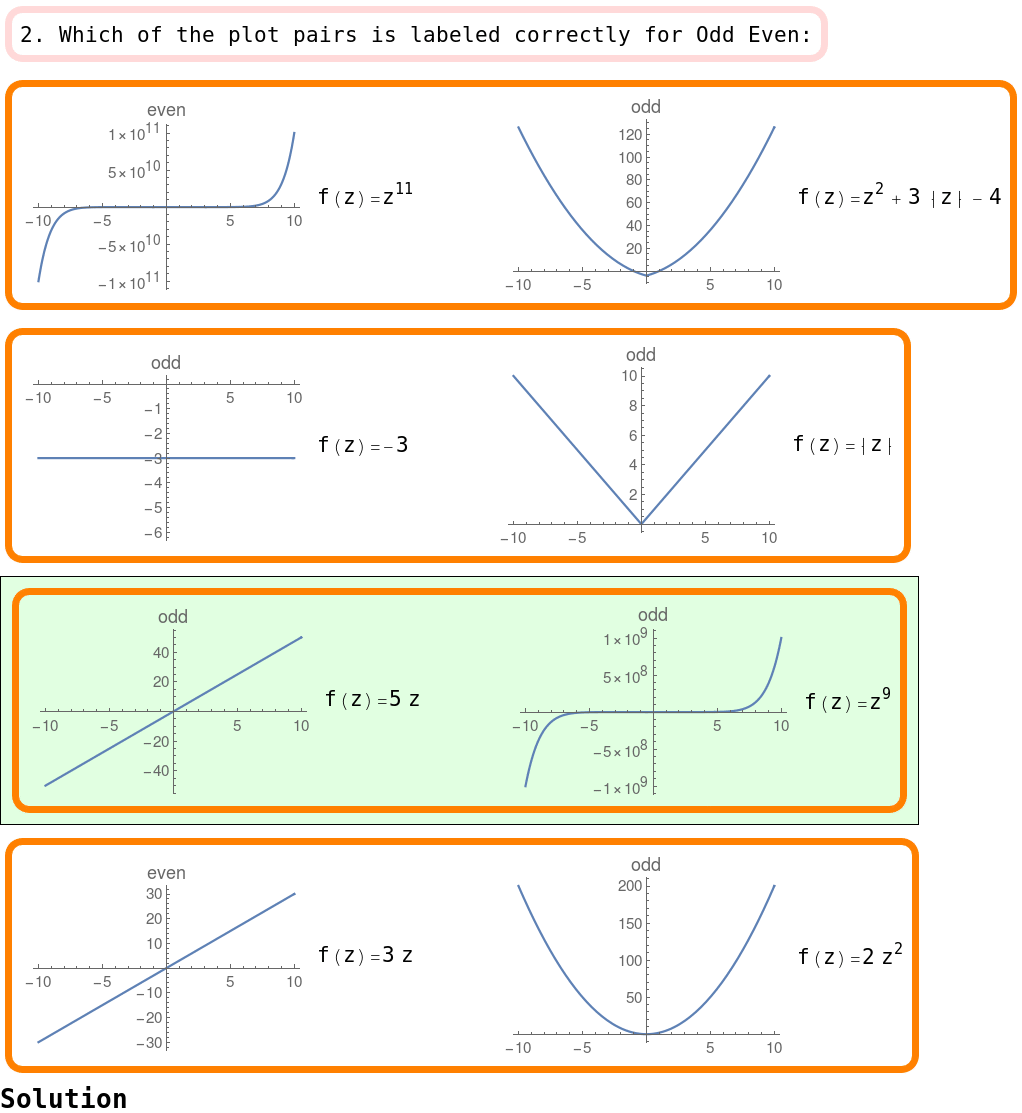 2. Which of the plot pairs is labeled correctly for Odd Even:
even
1×10^11
5×10^10
−10 −5 5 10
−5×10^10
−1×10^11
f(z)=z^11
odd
120
100
80
60
40
20
−10 −5 5 10
f(z)=z^2 + 3 |z| − 4
odd
−10 −5 5 10
−1
−2
−3
−4
−5
−6
f(z)=−3
odd
10
8
6
4
2
−10 −5 5 10
f(z)=|z|
odd
40
20
−10 −5 5 10
−20
−40
f(z)=5 z
odd
1×10^9
5×10^8
−10 −5 5 10
−5×10^8
−1×10^9
f(z)=z^9
even
30
20
10
−10 −5 5 10
−10
−20
−30
f(z)=3 z
odd
200
150
100
50
−10 −5 5 10
f(z)=2 z^2
Solution